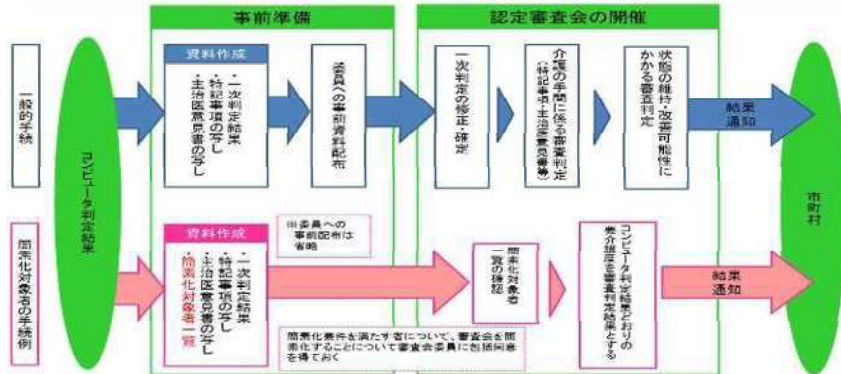 事前準備
認定審査会の開催
一般的手続
コンピュータ判定結果
資料作成
・一次判定結果
・特記事項の写し
・主治医意見書の写し
委員への事前資料配布
一次判定の修正・確定
介護の手間に係る審査判定
(特記事項・主治医意見書等)
状態の維持・改善可能性に
かかる審査判定
結果
通知
市町村
簡素化対象者の手続例
資料作成
・一次判定結果
・特記事項の写し
・主治医意見書の写し
・簡素化対象者一覧
※委員への
事前配布は
省略
簡素化対象者
一覧の確認
コンピュータ判定結果どおりの
要介護度を審査判定結果とする
結果
通知
簡素化要件を満たす者について、審査会を簡
素化することについて審査会委員に包括同意
を得ておく